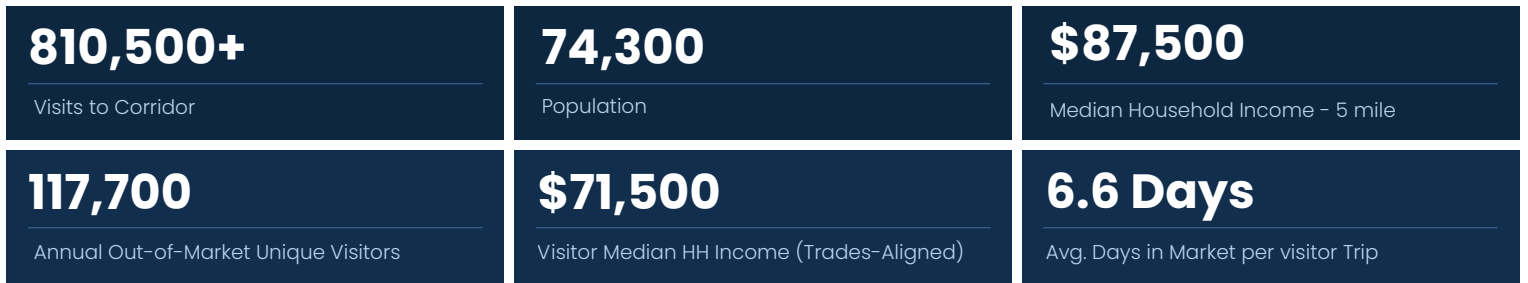 810,500+
Visits to Corridor
74,300
Population
$87,500
Median Household Income - 5 mile
117,700
Annual Out-of-Market Unique Visitors
$71,500
Visitor Median HH Income (Trades-Aligned)
6.6 Days
Avg. Days in Market per visitor Trip